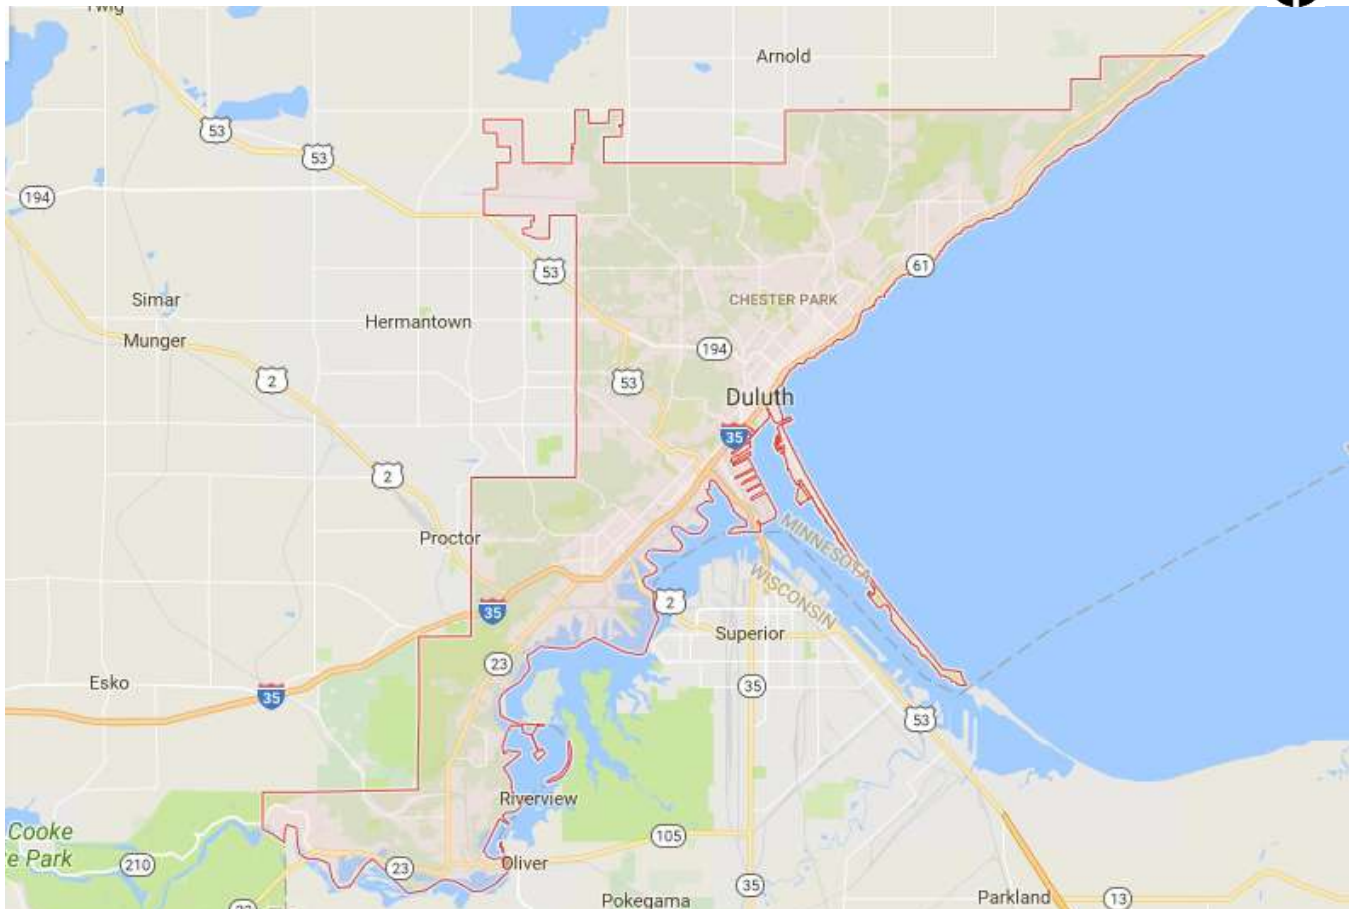 Twig
Arnold
53
53
194
53
61
Simar
CHESTER PARK
Hermantown
Munger
194
2
53
Duluth
35
2
MINNESOTA
Proctor
WISCONSIN
2
35
Superior
23
Esko
35
35
53
Riverview
Cooke
e Park
210
105
23
Oliver
35
Pokegama
Parkland
13
23